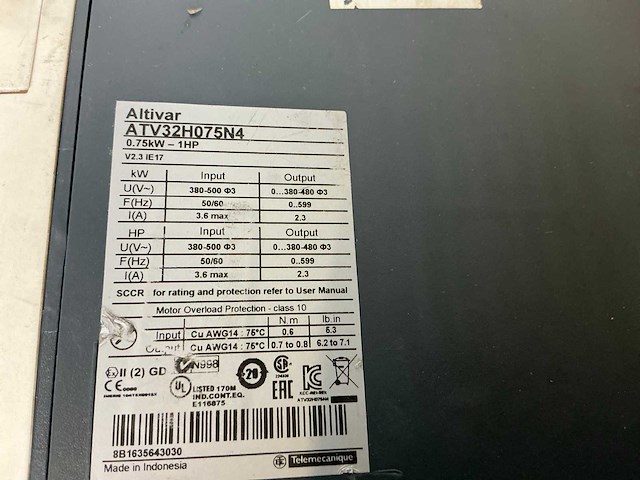 Altivar
ATV32H075N4
0.75kW – 1HP
V2.3 IE17
kW Input Output
U(V~) 380-500 Φ3 0...380-480 Φ3
F(Hz) 50/60 0..599
I(A) 3.6 max 2.3
HP Input Output
U(V~) 380-500 Φ3 0...380-480 Φ3
F(Hz) 50/60 0..599
I(A) 3.6 max 2.3
SCCR for rating and protection refer to User Manual
Motor Overload Protection - class 10
N.m lb.in
Input Cu AWG14 : 75°C 0.6 5.3
Cu AWG14 : 75°C 0.7 to 0.8 6.2 to 7.1
Ex II (2) GD N998
CE UL LISTED 170M
IND.CONT.EQ.
E116875
20
EAC
ATV32H075N4
8B1635643030
Made in Indonesia
Telemecanique